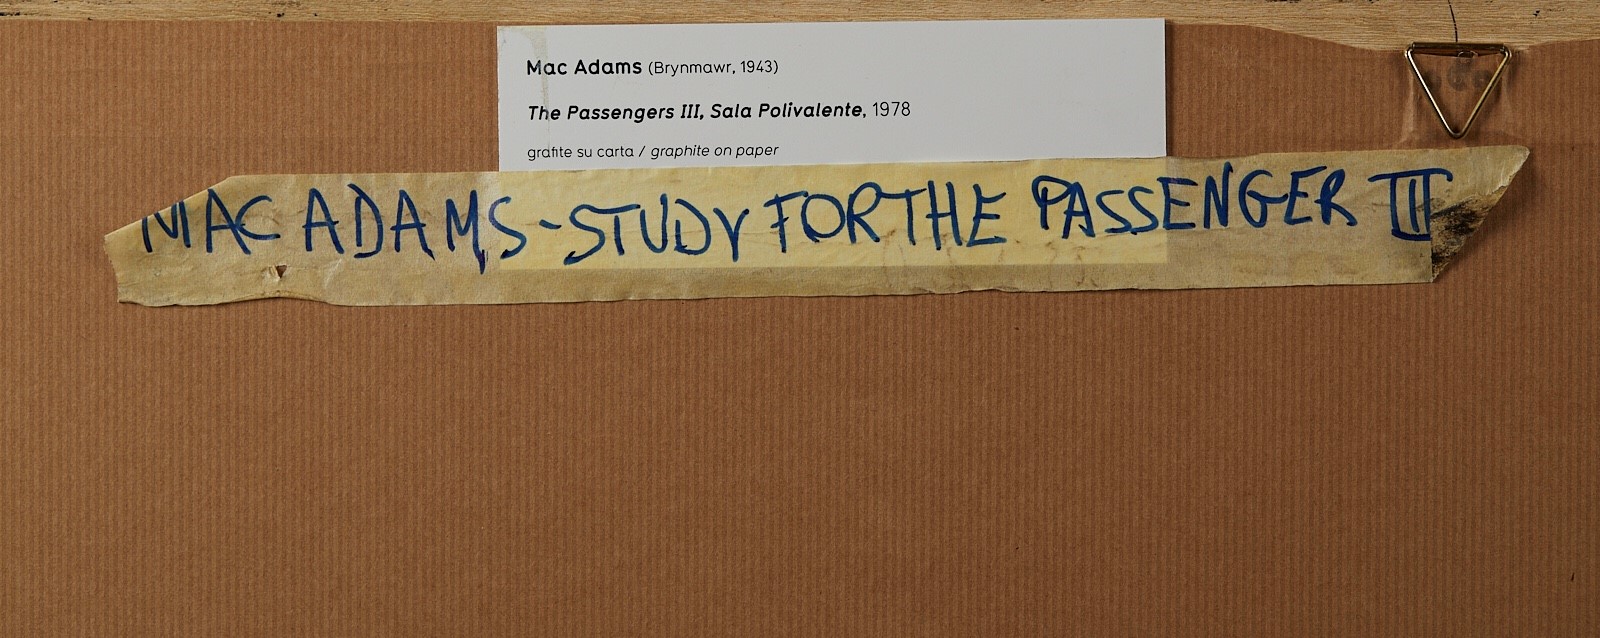 Mac Adams (Brynmawr, 1943)
The Passengers III, Sala Polivalente, 1978
grafite su carta / graphite on paper
MAC ADAMS - STUDY FOR THE PASSENGER III